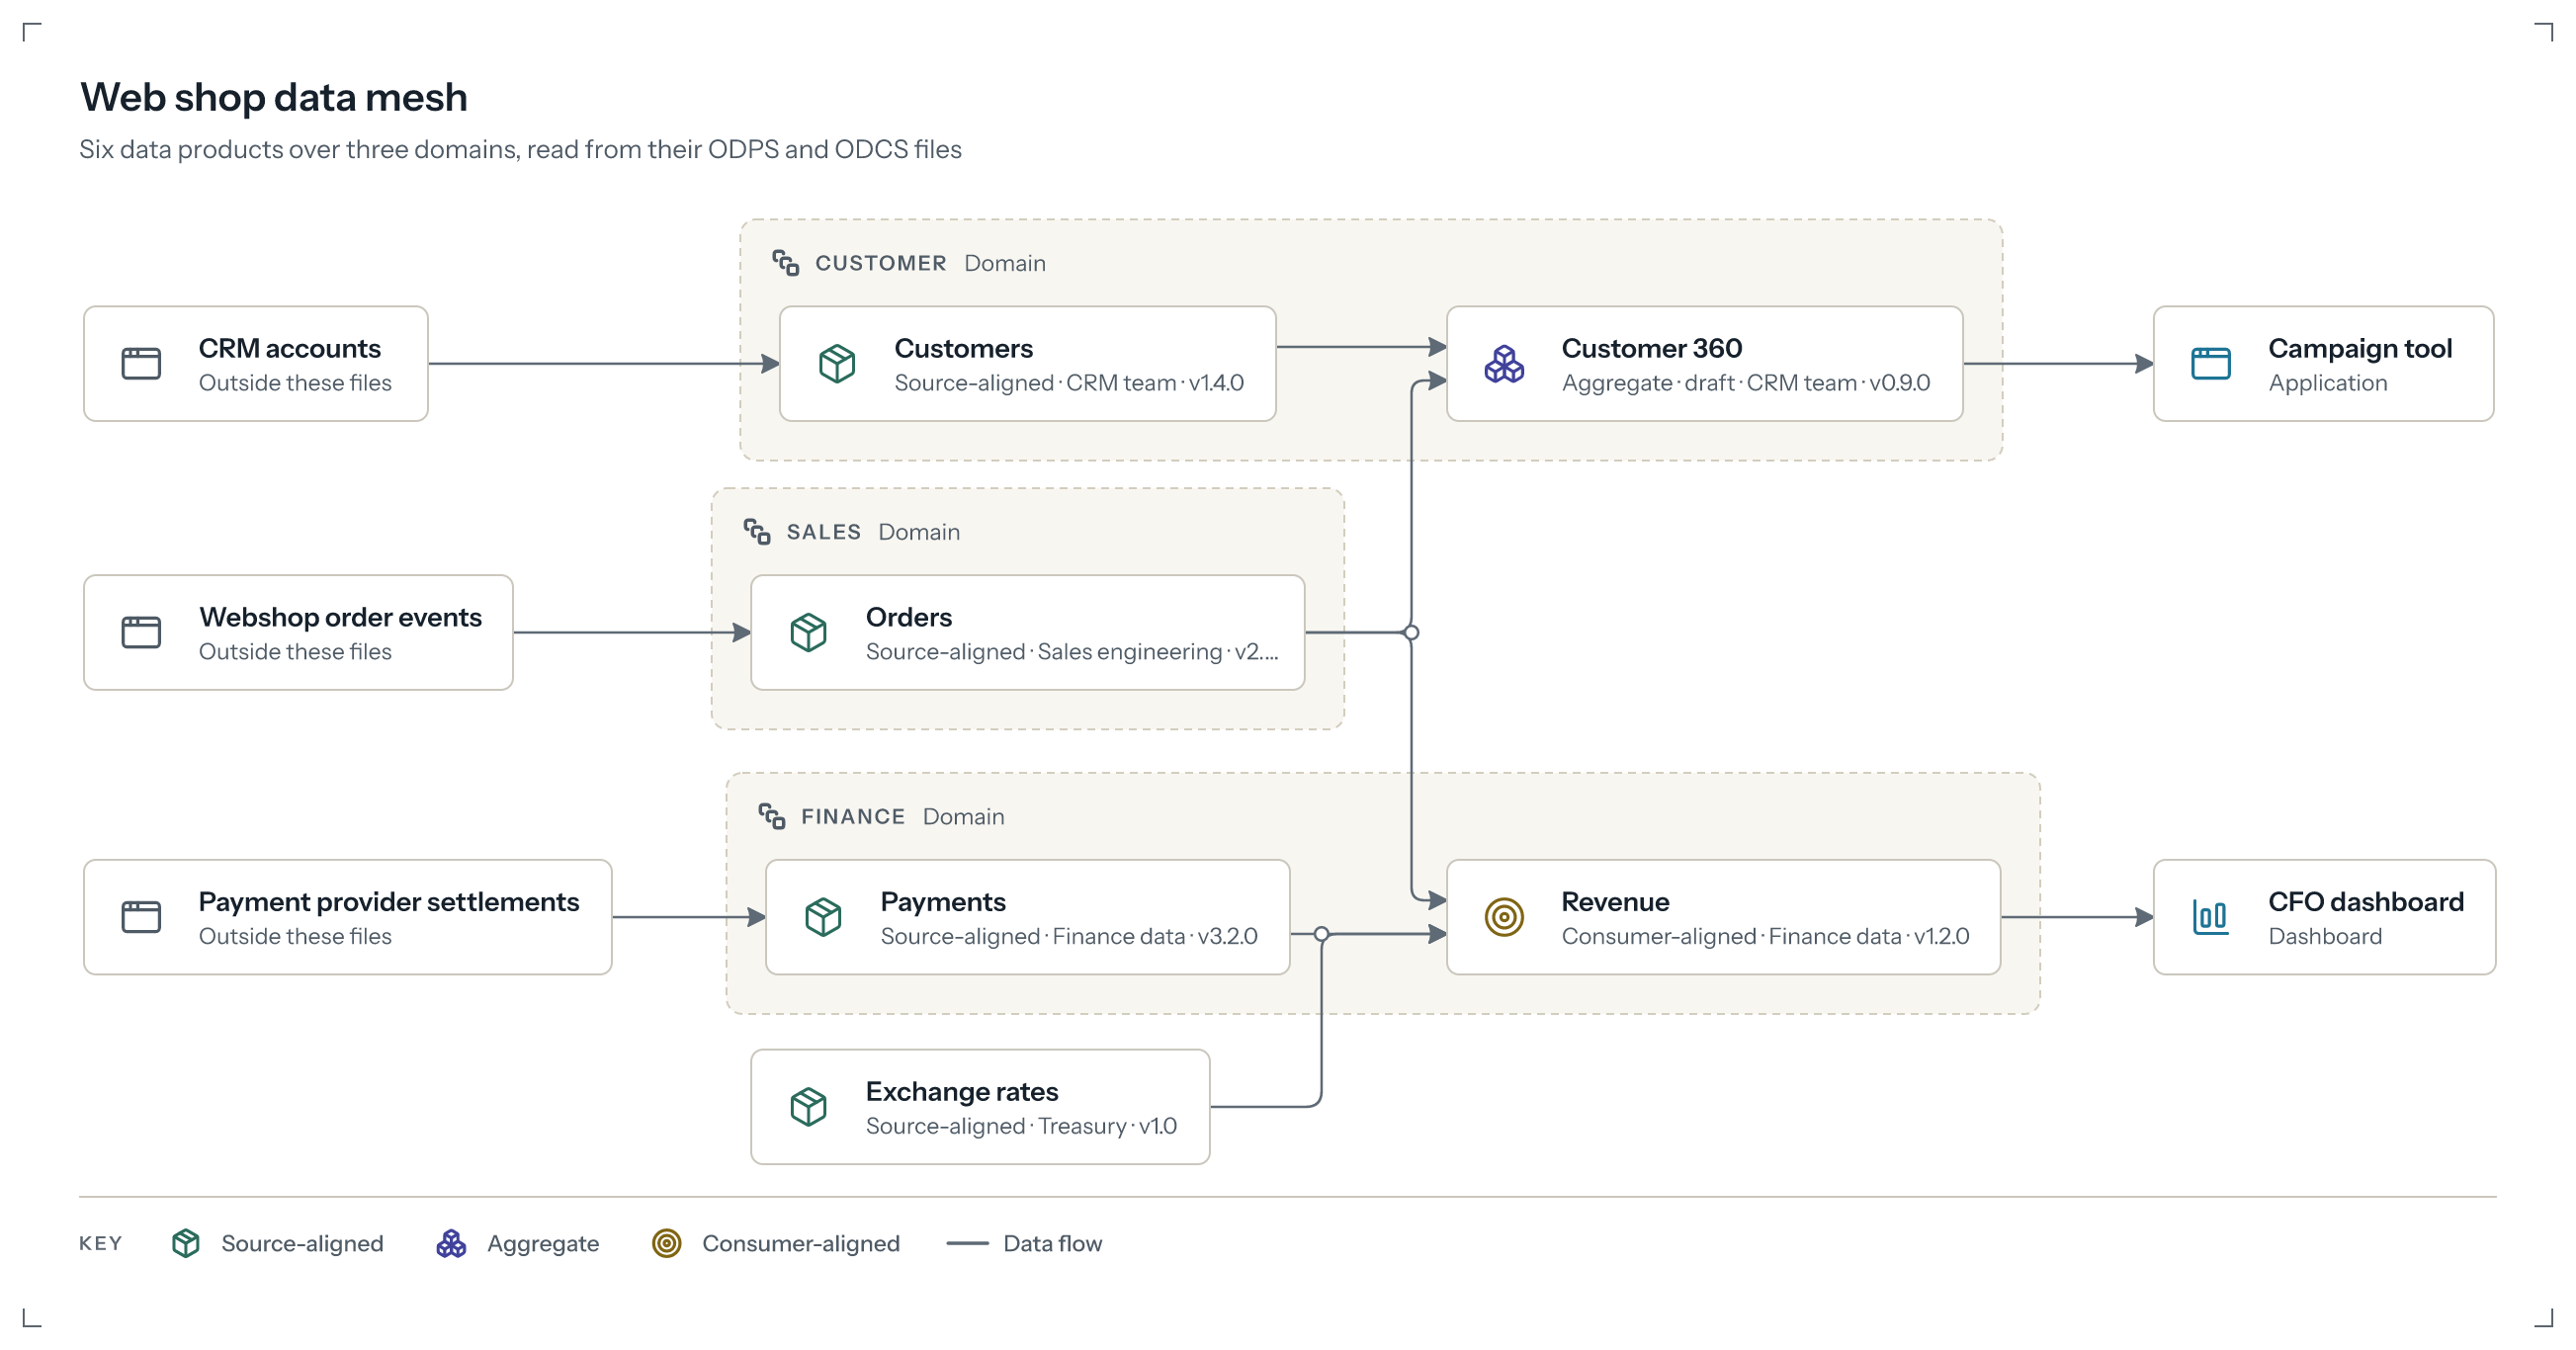 Web shop data mesh
Six data products over three domains, read from their ODPS and ODCS files
CUSTOMER Domain
CRM accounts
Outside these files
Customers
Source-aligned · CRM team · v1.4.0
Customer 360
Aggregate · draft · CRM team · v0.9.0
Campaign tool
Application
SALES Domain
Webshop order events
Outside these files
Orders
Source-aligned · Sales engineering · v2....
FINANCE Domain
Payment provider settlements
Outside these files
Payments
Source-aligned · Finance data · v3.2.0
Revenue
Consumer-aligned · Finance data · v1.2.0
CFO dashboard
Dashboard
Exchange rates
Source-aligned · Treasury · v1.0
KEY Source-aligned Aggregate Consumer-aligned Data flow